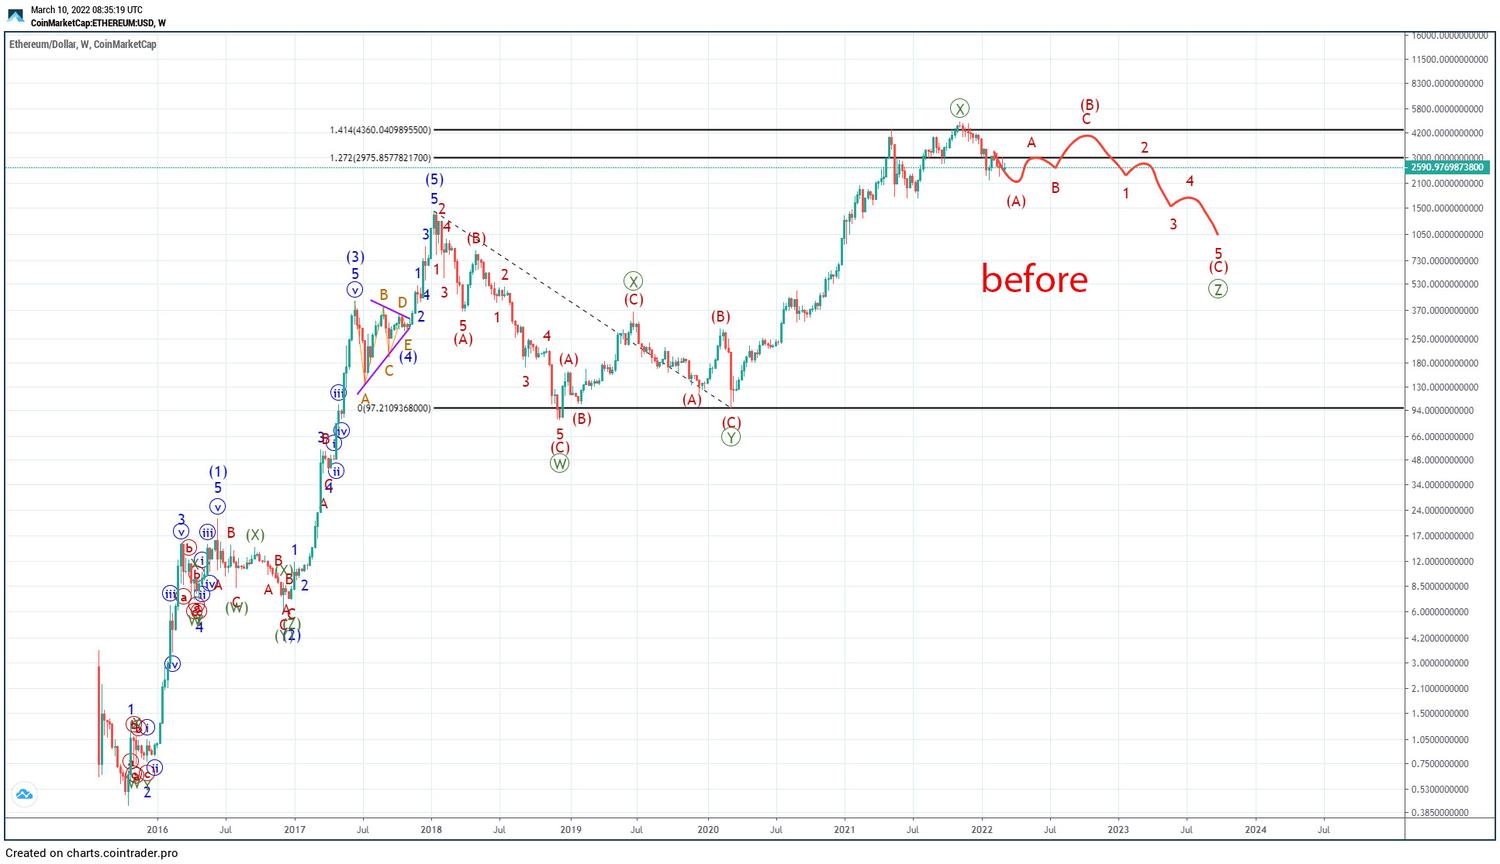 March 10, 2022 08:35:19 UTC
CoinMarketCap:ETHEREUM:USD, W
Ethereum/Dollar, W, CoinMarketCap
16000.0000000000
11500.0000000000
8300.0000000000
5800.0000000000
4000.0000000000
3000.0000000000
2590.9769873800
2100.0000000000
1500.0000000000
1050.0000000000
730.0000000000
530.0000000000
370.0000000000
250.0000000000
180.0000000000
130.0000000000
94.0000000000
66.0000000000
48.0000000000
34.0000000000
24.0000000000
17.0000000000
12.0000000000
8.5000000000
6.0000000000
4.2000000000
3.0000000000
2.1000000000
1.5000000000
1.0500000000
0.7500000000
0.5300000000
0.3850000000
1.414(4360.0409895500)
1.272(2975.8577821700)
0(97.2109368000)
X
(B)
C
A
2
B
(A)
1
4
3
5
(C)
Z
before
(5)
5
2
4
3
(B)
1
(3)
5
v
B
D
1
4
2
E
(4)
C
A
1
3
5
(A)
2
1
4
3
5
(C)
W
(A)
(B)
X
(C)
(A)
(B)
(C)
Y
iii
iv
i
ii
3
B
4
A
(1)
5
v
3
v
iii
B
(X)
b
i
iii
a
iv
ii
A
C
(W)
4
iv
B
A
1
2
(2)
1
i
ii
c
2
2016
Jul
2017
Jul
2018
Jul
2019
Jul
2020
Jul
2021
Jul
2022
Jul
2023
Jul
2024
Jul
Created on charts.cointrader.pro